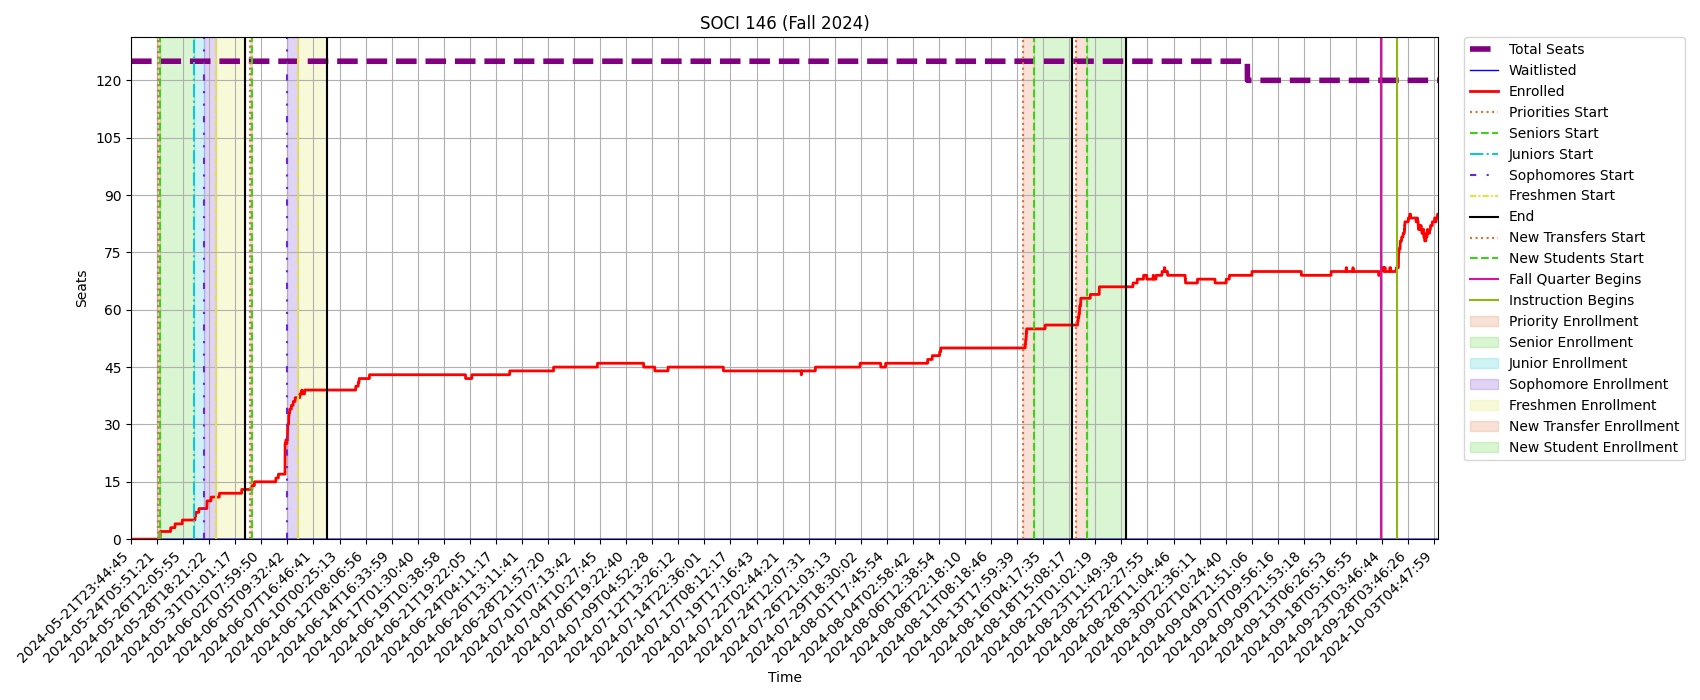 SOCI 146 (Fall 2024)
Seats
120
105
90
75
60
45
30
15
0
2024-05-21T23:44:45
2024-05-24T05:51:21
2024-05-26T12:05:55
2024-05-28T18:21:22
2024-05-31T01:01:17
2024-06-02T07:59:50
2024-06-05T09:32:42
2024-06-07T16:46:41
2024-06-10T00:25:13
2024-06-12T08:06:56
2024-06-14T16:33:59
2024-06-17T01:30:40
2024-06-19T10:38:58
2024-06-21T19:22:05
2024-06-24T04:11:17
2024-06-26T13:11:41
2024-06-28T21:57:20
2024-07-01T07:13:42
2024-07-04T10:27:45
2024-07-06T19:22:40
2024-07-09T04:52:28
2024-07-12T13:26:12
2024-07-14T22:36:01
2024-07-17T08:12:17
2024-07-19T17:16:43
2024-07-22T02:44:21
2024-07-24T12:07:31
2024-07-26T21:03:13
2024-07-29T18:30:02
2024-08-01T17:45:54
2024-08-04T02:58:42
2024-08-06T12:38:54
2024-08-08T22:18:10
2024-08-11T08:18:46
2024-08-13T17:59:39
2024-08-16T04:17:35
2024-08-18T15:08:17
2024-08-21T01:02:19
2024-08-23T11:49:38
2024-08-25T22:27:55
2024-08-28T11:04:46
2024-08-30T22:36:11
2024-09-02T10:24:40
2024-09-04T21:51:06
2024-09-07T09:56:16
2024-09-09T21:53:18
2024-09-13T06:26:53
2024-09-18T05:16:55
2024-09-23T03:46:44
2024-09-28T03:46:26
2024-10-03T04:47:59
Time
Total Seats
Waitlisted
Enrolled
Priorities Start
Seniors Start
Juniors Start
Sophomores Start
Freshmen Start
End
New Transfers Start
New Students Start
Fall Quarter Begins
Instruction Begins
Priority Enrollment
Senior Enrollment
Junior Enrollment
Sophomore Enrollment
Freshmen Enrollment
New Transfer Enrollment
New Student Enrollment